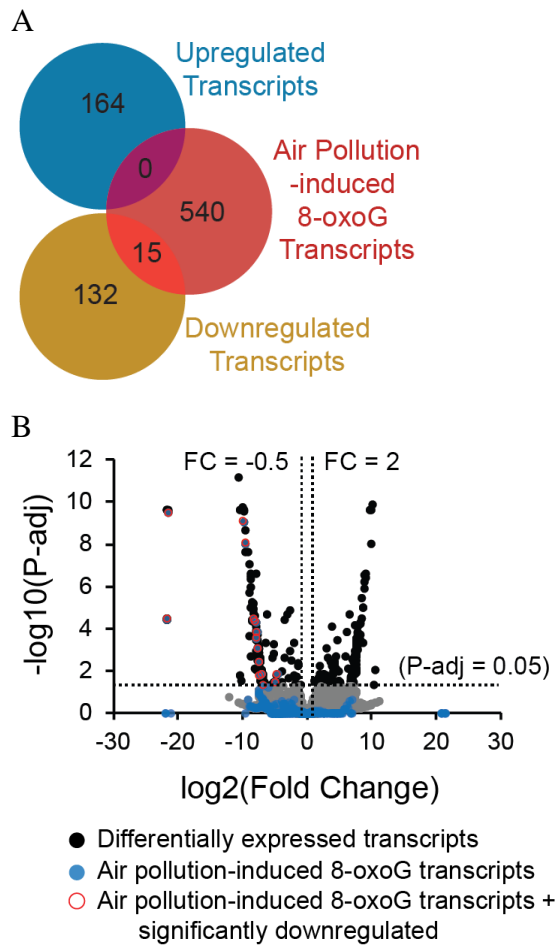 A
Upregulated
Transcripts
164
0
Air Pollution
-induced
8-oxoG
Transcripts
540
15
132
Downregulated
Transcripts
B
FC = -0.5 FC = 2
12
10
8
6
4
2
0
-log10(P-adj)
(P-adj = 0.05)
-30 -20 -10 0 10 20 30
log2(Fold Change)
Differentially expressed transcripts
Air pollution-induced 8-oxoG transcripts
Air pollution-induced 8-oxoG transcripts +
significantly downregulated